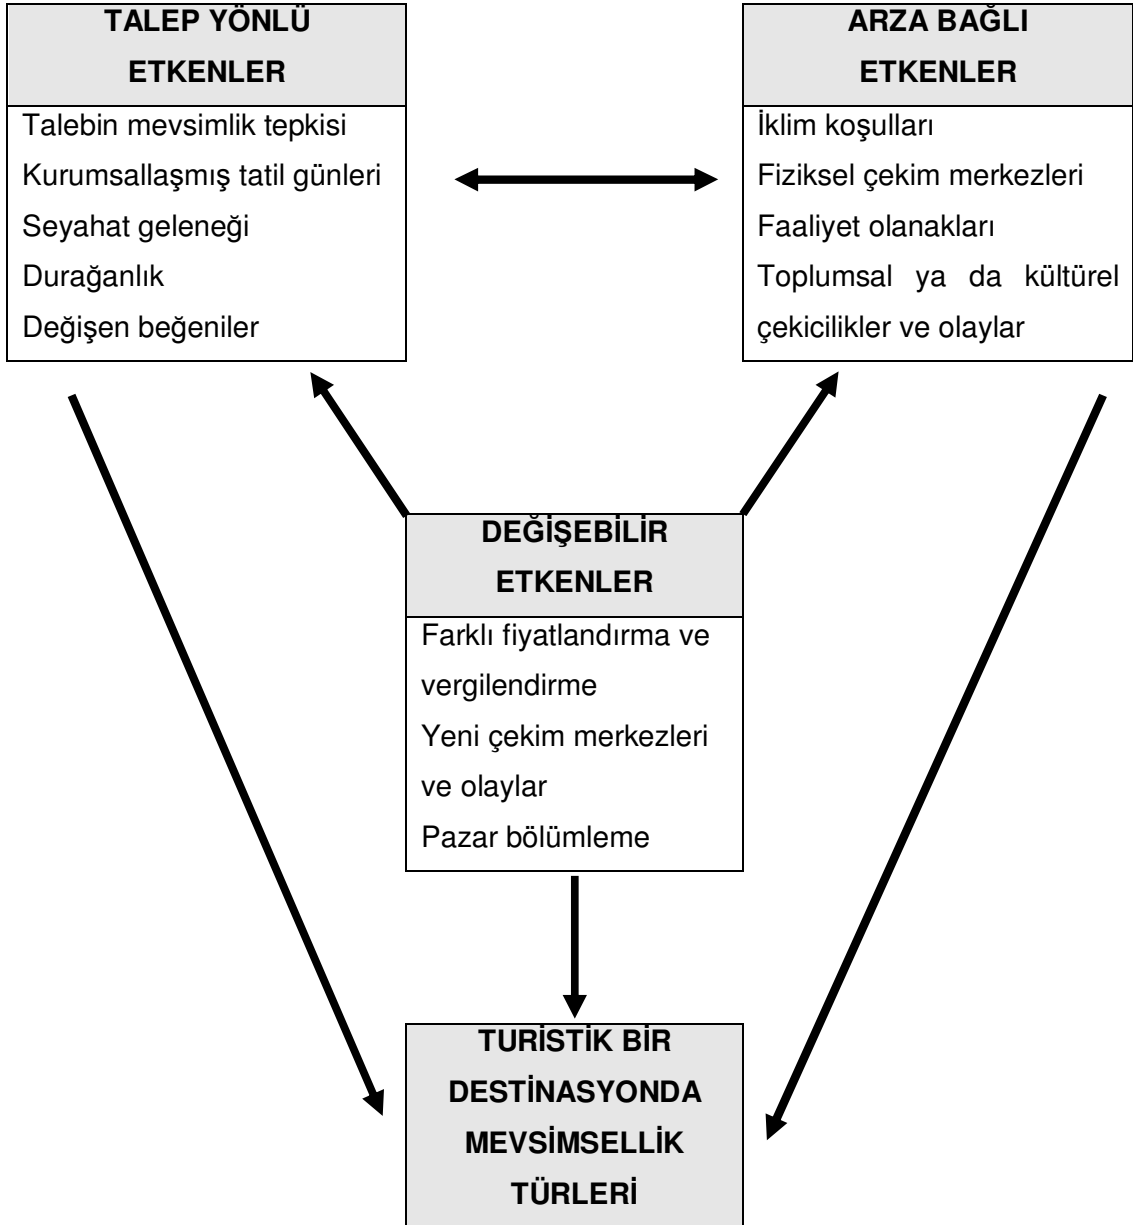 TALEP YÖNLÜ
ETKENLER
Talebin mevsimlik tepkisi
Kurumsallaşmış tatil günleri
Seyahat geleneği
Durağanlık
Değişen beğeniler
ARZA BAĞLI
ETKENLER
İklim koşulları
Fiziksel çekim merkezleri
Faaliyet olanakları
Toplumsal ya da kültürel
çekicilikler ve olaylar
DEĞİŞEBİLİR
ETKENLER
Farklı fiyatlandırma ve
vergilendirme
Yeni çekim merkezleri
ve olaylar
Pazar bölümleme
TURİSTİK BİR
DESTİNASYONDA
MEVSİMSELLİK
TÜRLERİ